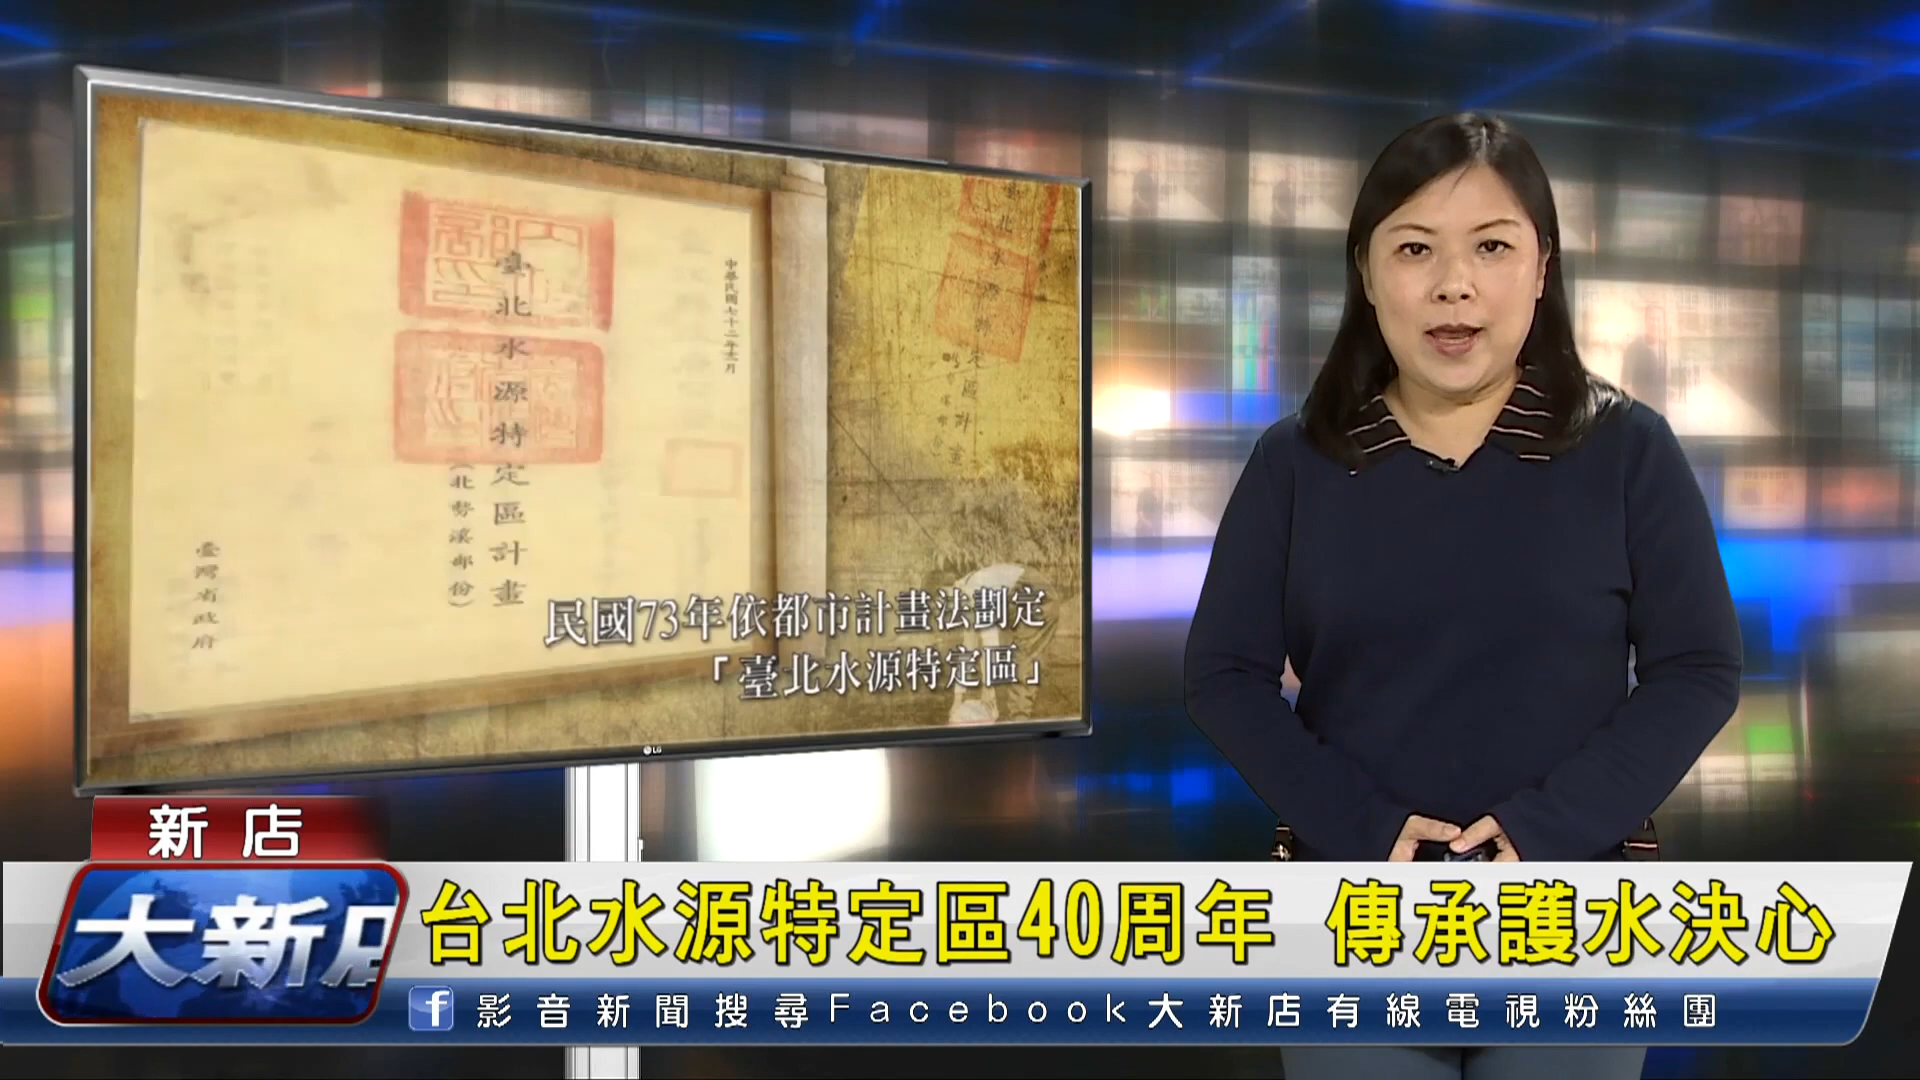 中華民國七十二年十二月
臺北水源特定區計畫
(北勢溪部份)
臺灣省政府
民國73年依都市計畫法劃定
「臺北水源特定區」
LG
新店
大新店
台北水源特定區40周年 傳承護水決心
f 影音新聞搜尋Facebook大新店有線電視粉絲團